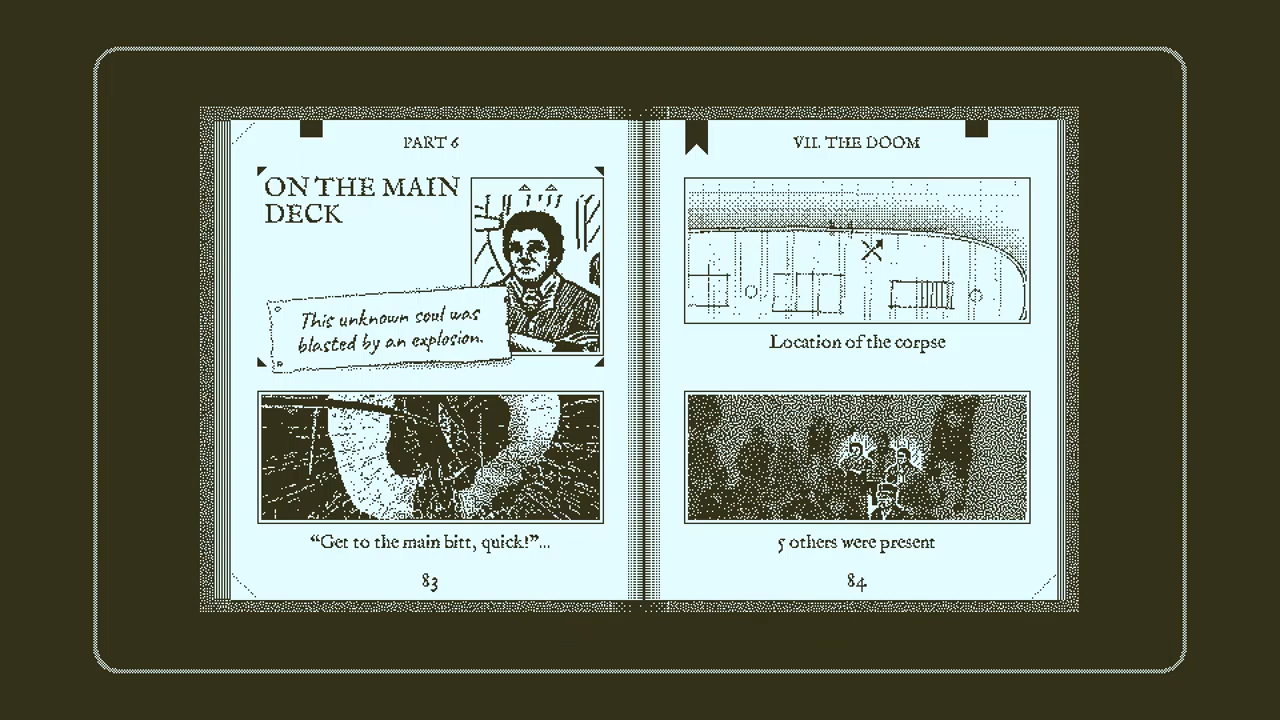 PART 6
ON THE MAIN
DECK
This unknown soul was
blasted by an explosion.
“Get to the main bitt, quick!”...
83
VII. THE DOOM
Location of the corpse
5 others were present
84